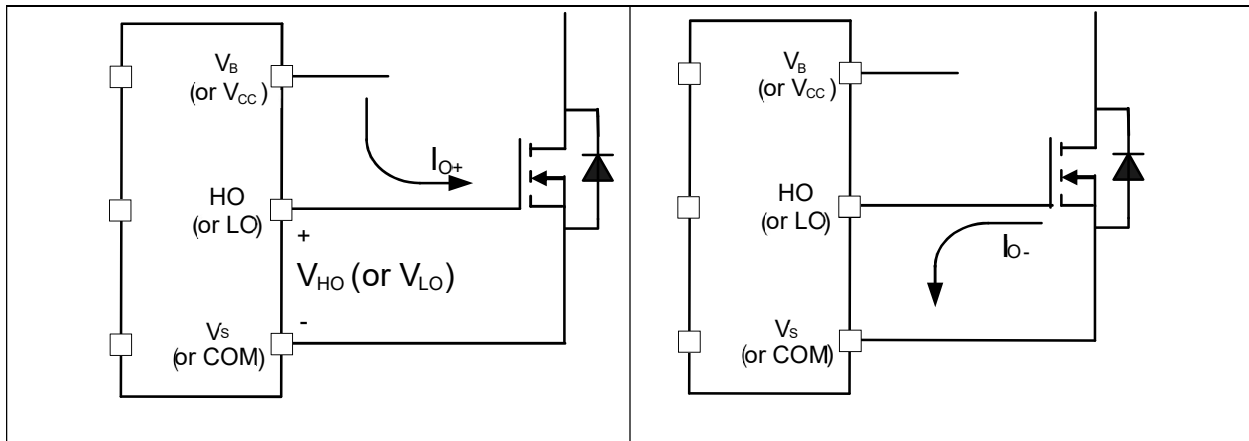 VB
(or VCC)
IO+
HO
(or LO)
+
VHO (or VLO)
-
VS
(or COM)
VB
(or VCC)
HO
(or LO)
IO-
VS
(or COM)